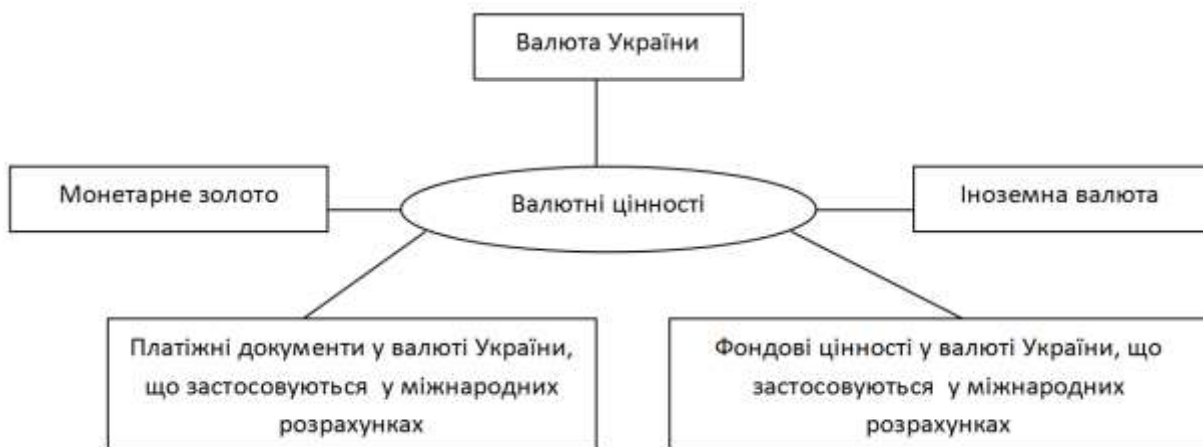 Валюта України
Монетарне золото
Валютні цінності
Іноземна валюта
Платіжні документи у валюті України,
що застосовуються у міжнародних
розрахунках
Фондові цінності у валюті України, що
застосовуються у міжнародних
розрахунках